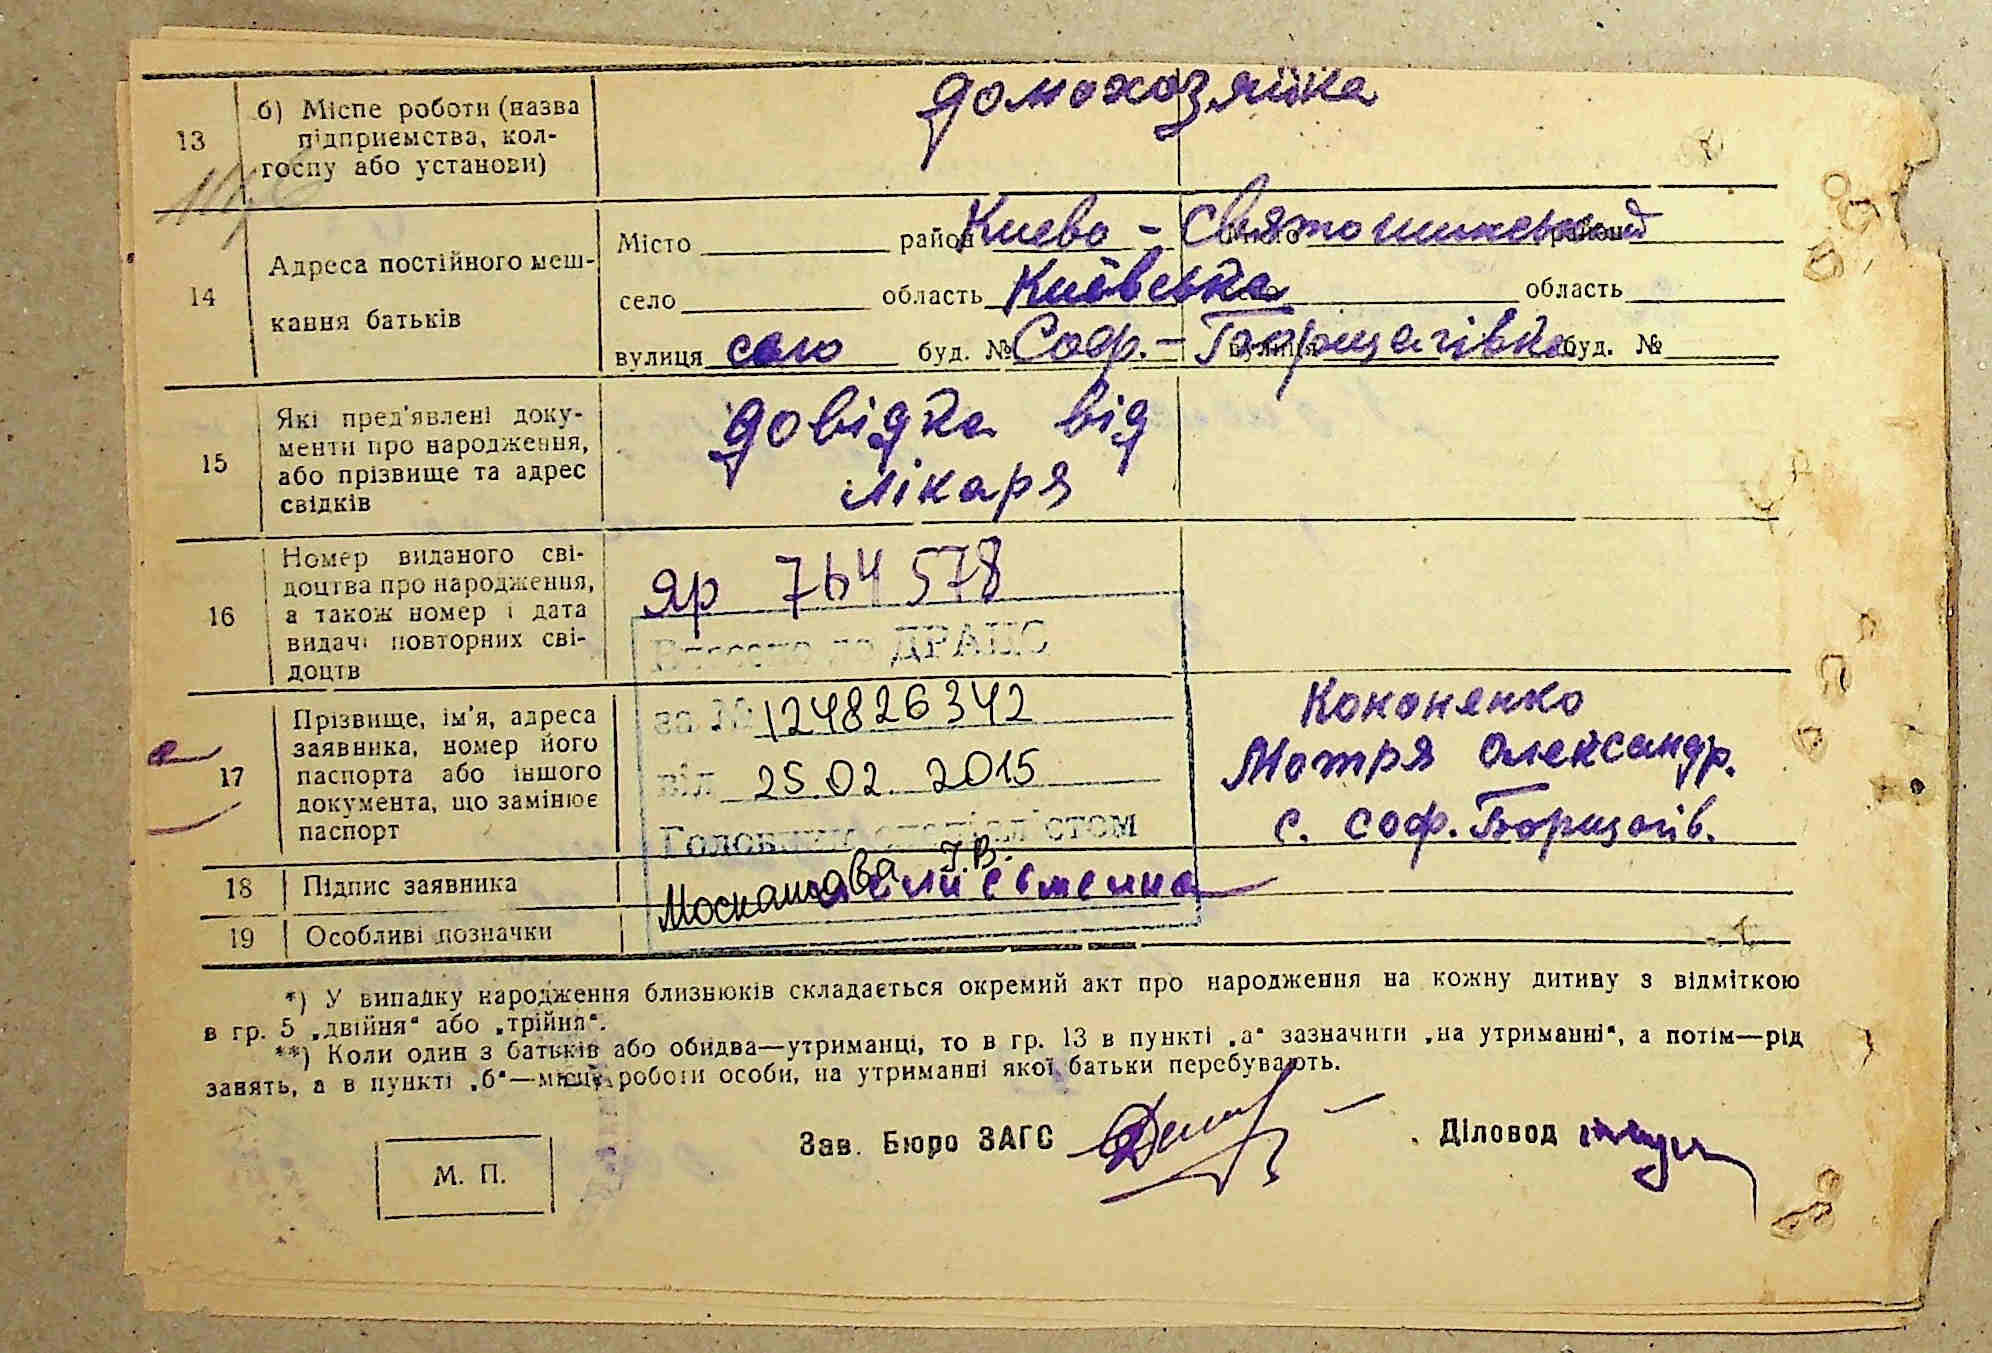 13
б) Місце роботи (назва
підприємства, кол-
госпу або установи)
домохозяйка
14
Адреса постійного меш-
кання батьків
Місто район Києво - Святошинський район
село область Київська область
вулиця село буд. № Соф. - Борщагівка буд. №
15
Які пред'явлені доку-
менти про народження,
або прізвище та адрес
свідків
довідка від
лікаря
16
Номер виданого сві-
доцтва про народження,
а також номер і дата
видачі повторних сві-
доцтв
ЯР 764 578
Внесено до ДРАЦС
за № 124826342
від 25.02. 2015
Головним спеціалістом
17
Прізвище, ім'я, адреса
заявника, номер його
паспорта або іншого
документа, що замінює
паспорт
Кононенко
Мотря Олександр.
с. Соф. Борщагів.
18
Підпис заявника
19
Особливі позначки
*) У випадку народження близнюків складається окремий акт про народження на кожну дитину з відміткою
в гр. 5 „двійня" або „трійня".
**) Коли один з батьків або обидва—утриманці, то в гр. 13 в пункті „а" зазначити „на утриманні", а потім—рід
занять, а в пункті „б"—місце роботи особи, на утриманні якої батьки перебувають.
Зав. Бюро ЗАГС
Діловод
М. П.